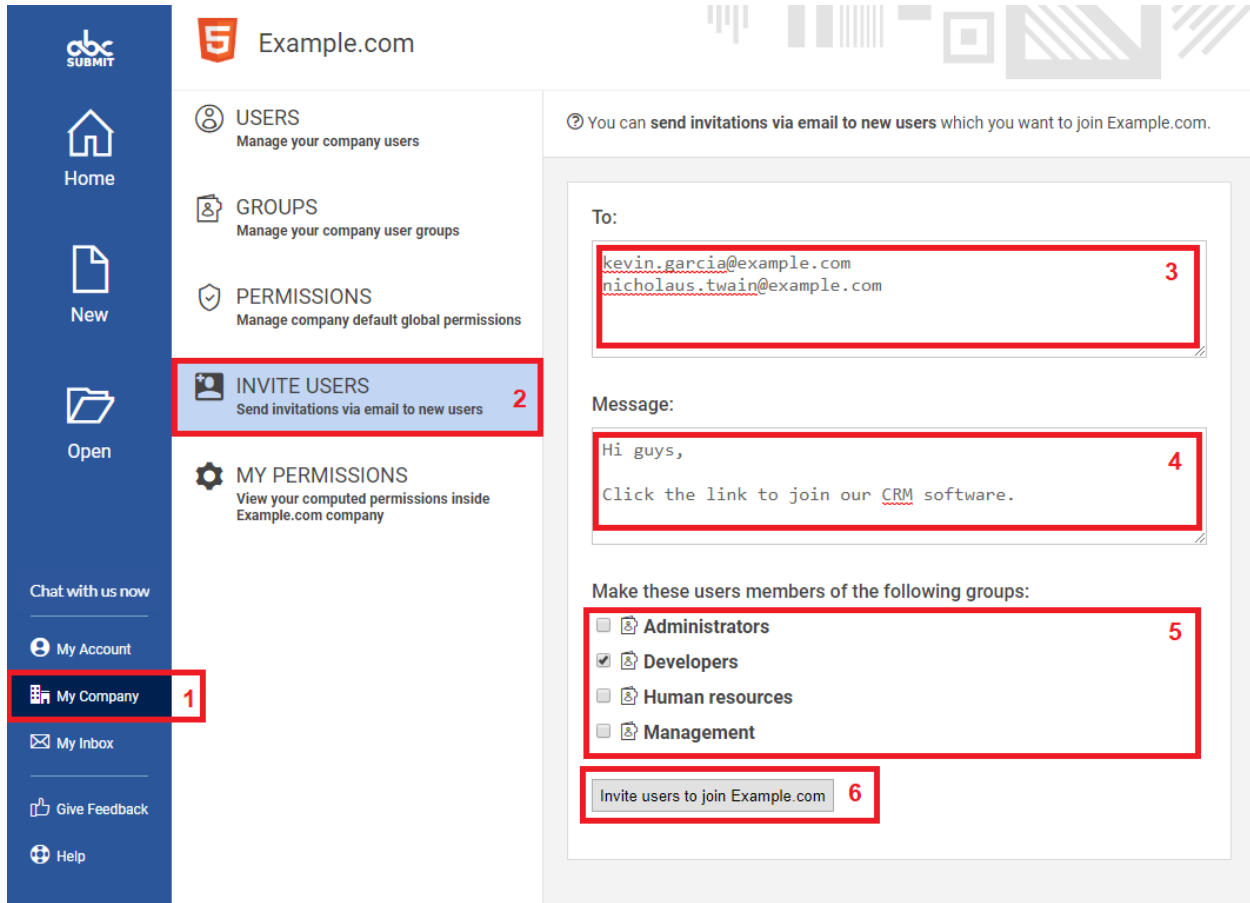 abc
SUBMIT
Home
New
Open
Chat with us now
My Account
My Company
1
My Inbox
Give Feedback
Help
5
Example.com
USERS
Manage your company users
GROUPS
Manage your company user groups
PERMISSIONS
Manage company default global permissions
INVITE USERS
Send invitations via email to new users
2
MY PERMISSIONS
View your computed permissions inside
Example.com company
? You can send invitations via email to new users which you want to join Example.com.
To:
kevin.garcia@example.com
nicholaus.twain@example.com
3
Message:
Hi guys,
Click the link to join our CRM software.
4
Make these users members of the following groups:
Administrators
Developers
Human resources
Management
5
Invite users to join Example.com
6